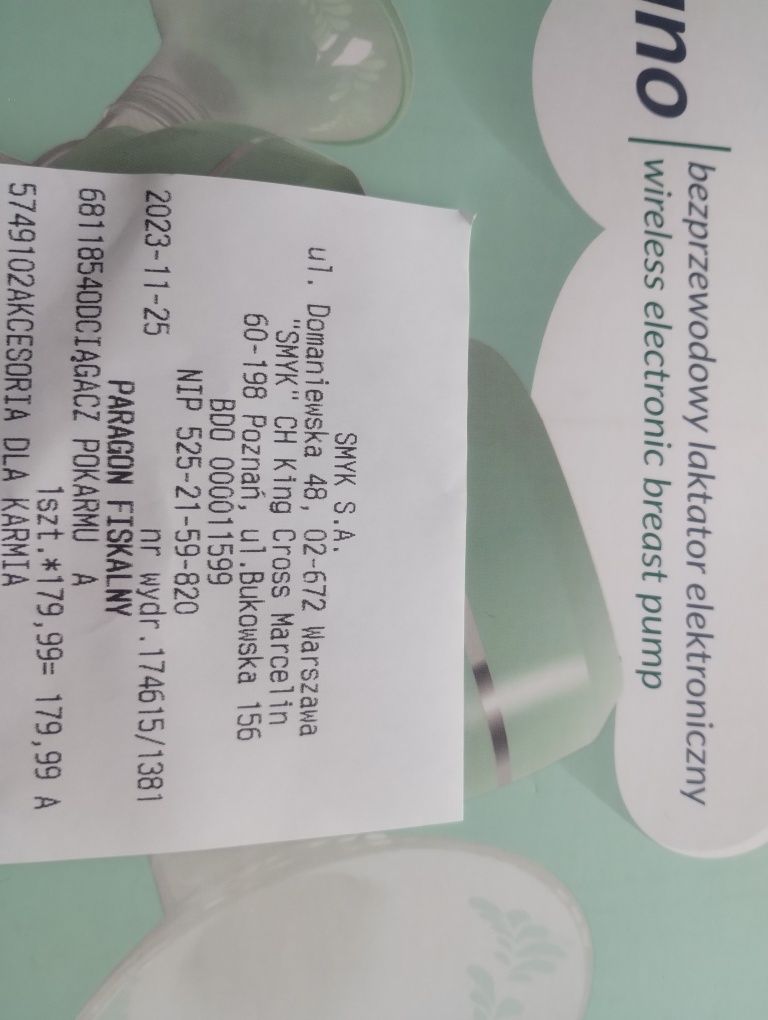 bezprzewodowy laktator elektroniczny
wireless electronic breast pump
SMYK S.A.
ul. Domaniewska 48, 02-672 Warszawa
"SMYK" CH King Cross Marcelin
60-198 Poznań, ul.Bukowska 156
BDO 000011599
NIP 525-21-59-820
2023-11-25 nr wydr.174615/1381
PARAGON FISKALNY
6811854ODCIĄGACZ POKARMU A
1szt.*179,99= 179,99 A
5749102AKCESORIA DLA KARMIA